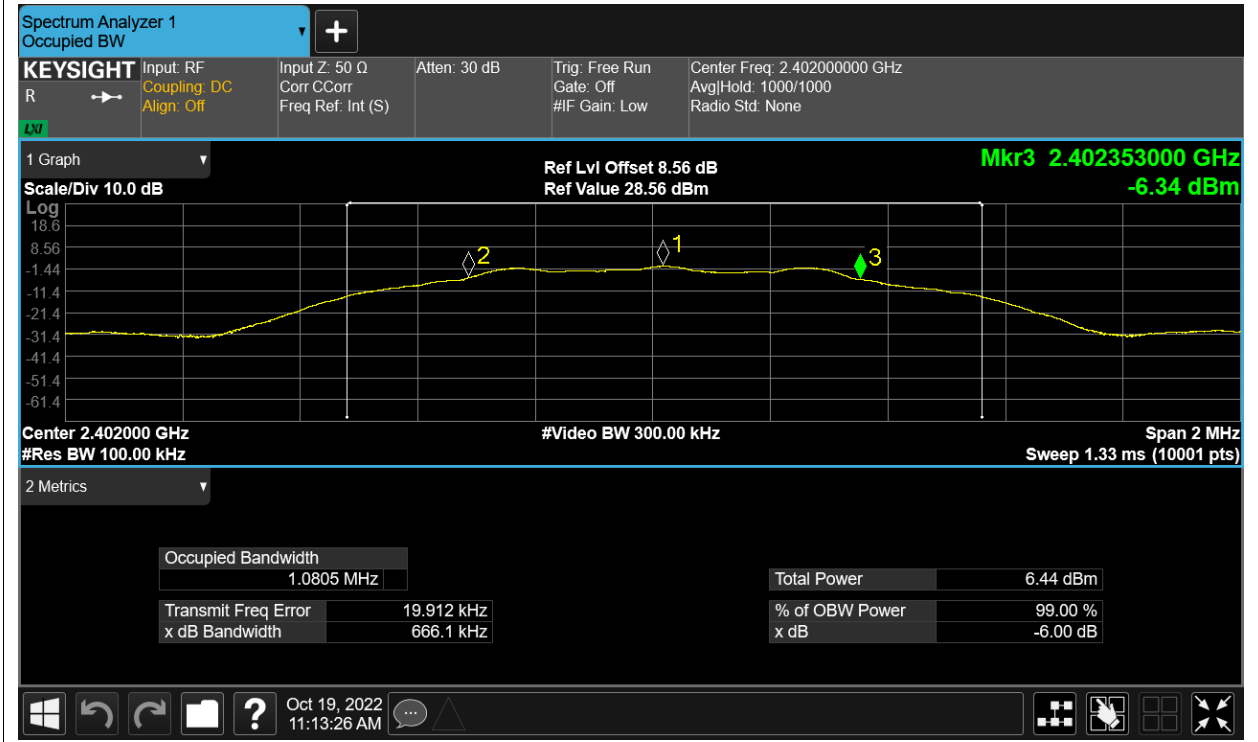 Spectrum Analyzer 1
Occupied BW
KEYSIGHT
R
LXI
Input: RF
Coupling: DC
Align: Off
Input Z: 50 Ω
Corr CCorr
Freq Ref: Int (S)
Atten: 30 dB
Trig: Free Run
Gate: Off
#IF Gain: Low
Center Freq: 2.402000000 GHz
Avg|Hold: 1000/1000
Radio Std: None
1 Graph
Scale/Div 10.0 dB
Ref Lvl Offset 8.56 dB
Ref Value 28.56 dBm
Mkr3 2.402353000 GHz
-6.34 dBm
Log
18.6
8.56
-1.44
-11.4
-21.4
-31.4
-41.4
-51.4
-61.4
2
1
3
Center 2.402000 GHz
#Video BW 300.00 kHz
Span 2 MHz
#Res BW 100.00 kHz
Sweep 1.33 ms (10001 pts)
2 Metrics
Occupied Bandwidth
1.0805 MHz
Transmit Freq Error 19.912 kHz
x dB Bandwidth 666.1 kHz
Total Power 6.44 dBm
% of OBW Power 99.00 %
x dB -6.00 dB
?
Oct 19, 2022
11:13:26 AM